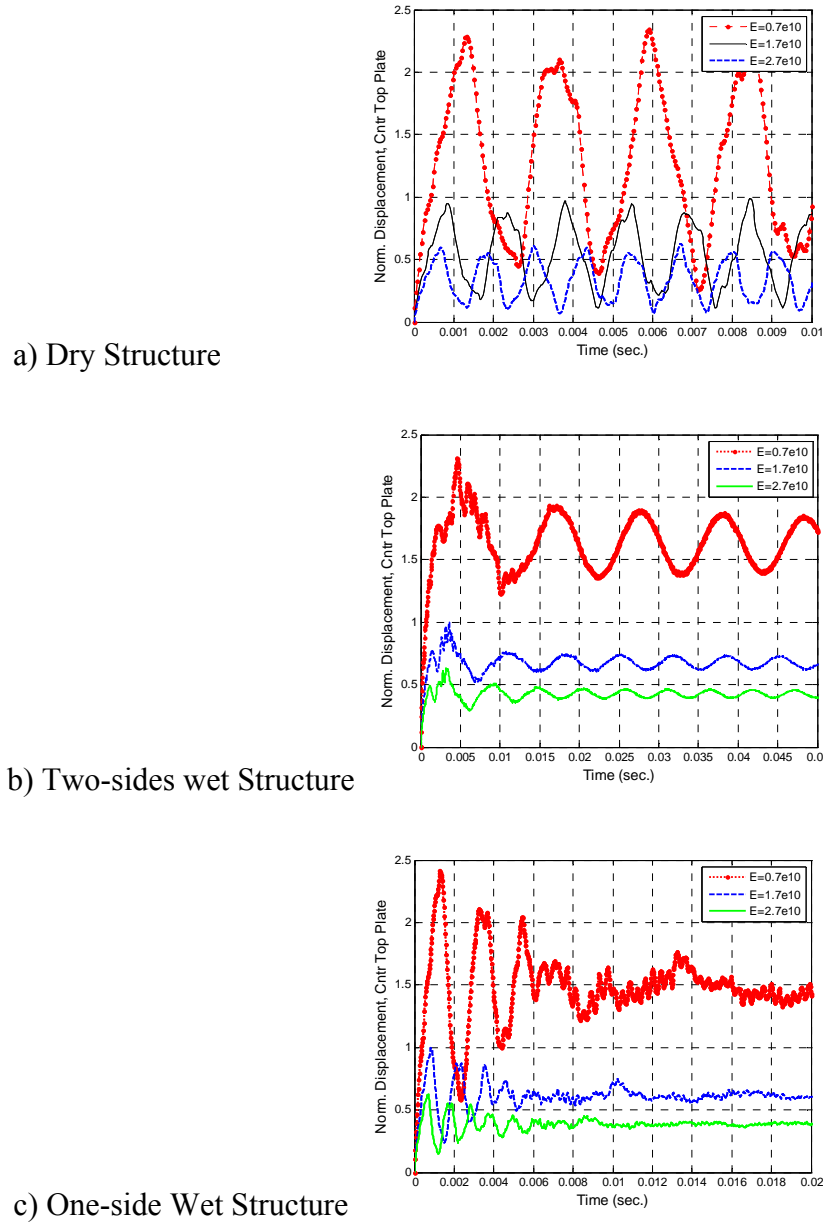 2.5
2
1.5
1
0.5
0
Norm. Displacement, Cntr Top Plate
E=0.7e10
E=1.7e10
E=2.7e10
0 0.001 0.002 0.003 0.004 0.005 0.006 0.007 0.008 0.009 0.01
Time (sec.)
a) Dry Structure
2.5
2
1.5
1
0.5
0
Norm. Displacement, Cntr Top Plate
E=0.7e10
E=1.7e10
E=2.7e10
0 0.005 0.01 0.015 0.02 0.025 0.03 0.035 0.04 0.045 0.0
Time (sec.)
b) Two-sides wet Structure
2.5
2
1.5
1
0.5
0
Norm. Displacement, Cntr Top Plate
E=0.7e10
E=1.7e10
E=2.7e10
0 0.002 0.004 0.006 0.008 0.01 0.012 0.014 0.016 0.018 0.02
Time (sec.)
c) One-side Wet Structure